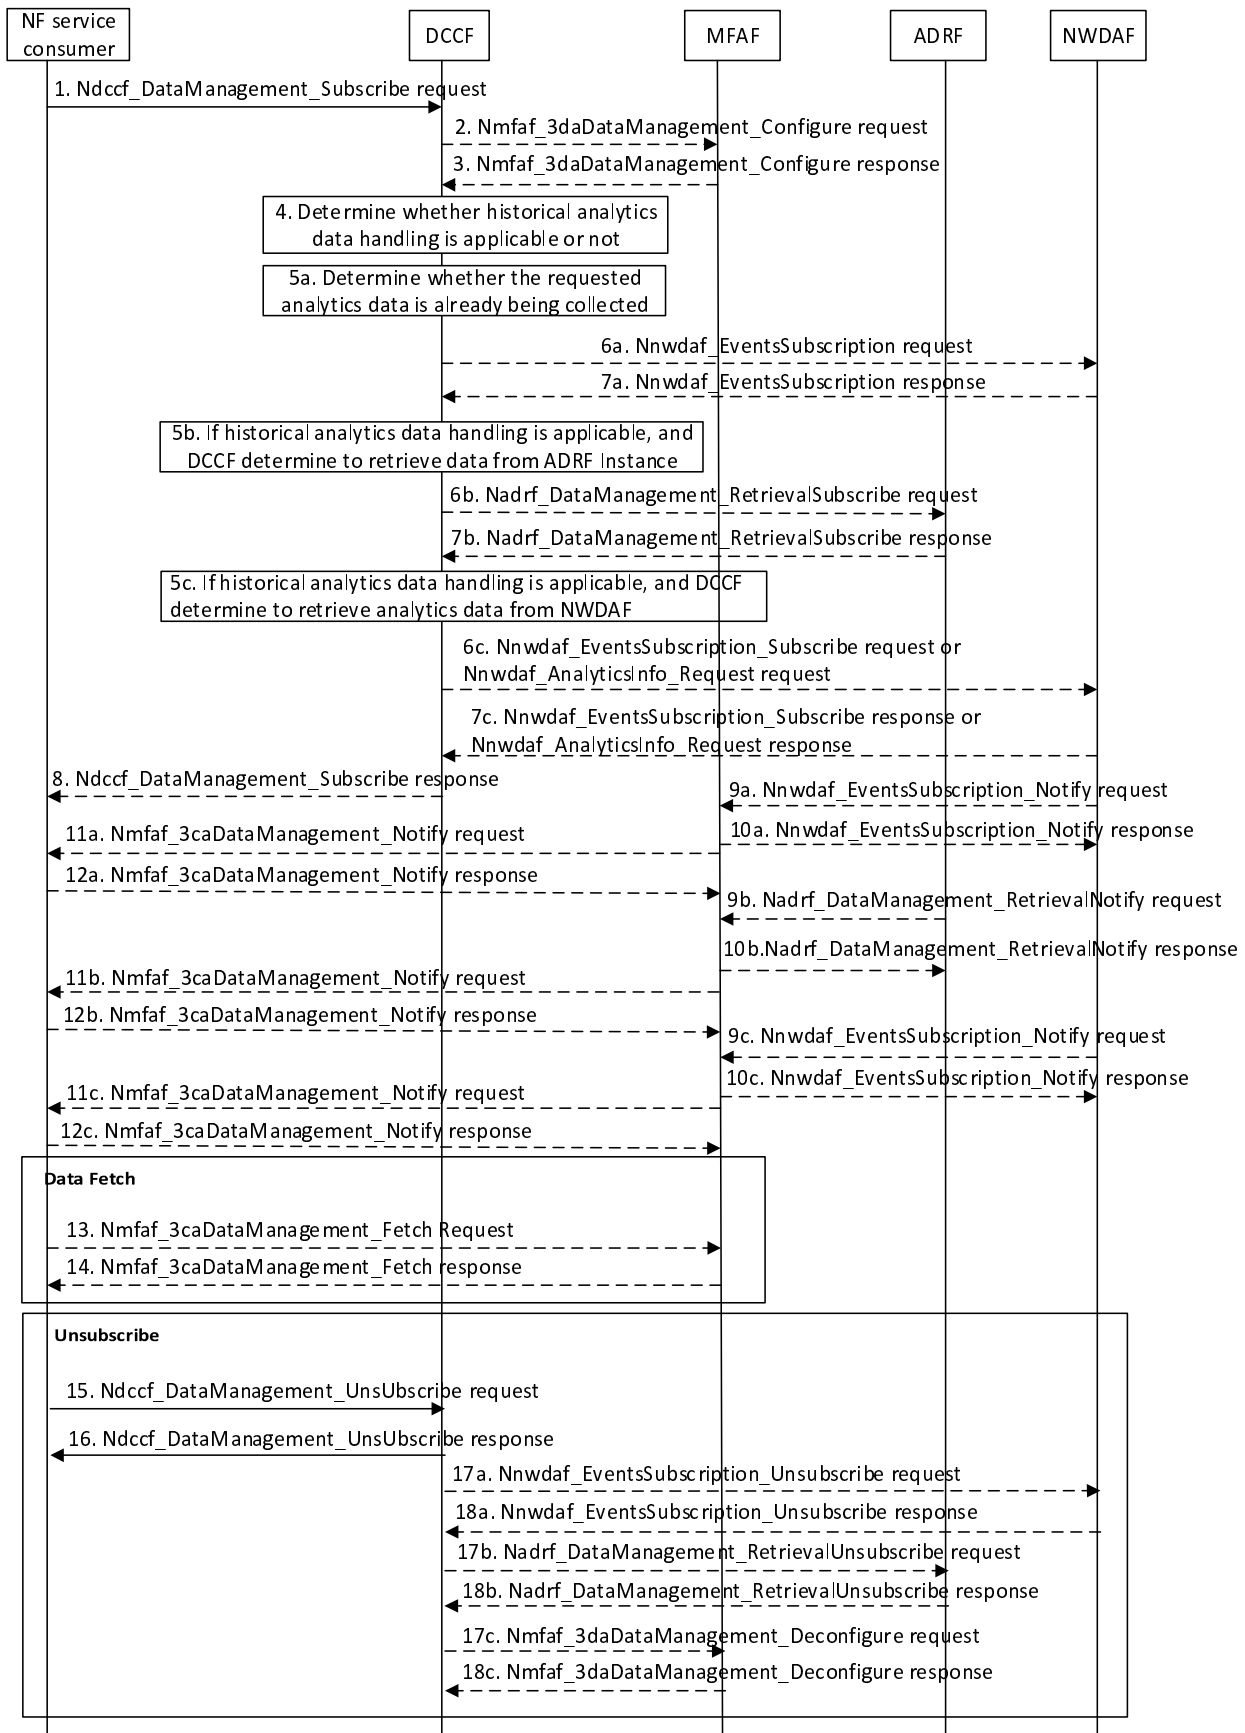 NF service
consumer
DCCF
MFAF
ADRF
NWDAF
1. Ndccf_DataManagement_Subscribe request
2. Nmfaf_3daDataManagement_Configure request
3. Nmfaf_3daDataManagement_Configure response
4. Determine whether historical analytics
data handling is applicable or not
5a. Determine whether the requested
analytics data is already being collected
6a. Nnwdaf_EventsSubscription request
7a. Nnwdaf_EventsSubscription response
5b. If historical analytics data handling is applicable, and
DCCF determine to retrieve data from ADRF Instance
6b. Nadrf_DataManagement_RetrievalSubscribe request
7b. Nadrf_DataManagement_RetrievalSubscribe response
5c. If historical analytics data handling is applicable, and DCCF
determine to retrieve analytics data from NWDAF
6c. Nnwdaf_EventsSubscription_Subscribe request or
Nnwdaf_AnalyticsInfo_Request request
7c. Nnwdaf_EventsSubscription_Subscribe response or
Nnwdaf_AnalyticsInfo_Request response
8. Ndccf_DataManagement_Subscribe response
9a. Nnwdaf_EventsSubscription_Notify request
11a. Nmfaf_3caDataManagement_Notify request
10a. Nnwdaf_EventsSubscription_Notify response
12a. Nmfaf_3caDataManagement_Notify response
9b. Nadrf_DataManagement_RetrievalNotify request
10b.Nadrf_DataManagement_RetrievalNotify response
11b. Nmfaf_3caDataManagement_Notify request
12b. Nmfaf_3caDataManagement_Notify response
9c. Nnwdaf_EventsSubscription_Notify request
10c. Nnwdaf_EventsSubscription_Notify response
11c. Nmfaf_3caDataManagement_Notify request
12c. Nmfaf_3caDataManagement_Notify response
Data Fetch
13. Nmfaf_3caDataManagement_Fetch Request
14. Nmfaf_3caDataManagement_Fetch response
Unsubscribe
15. Ndccf_DataManagement_UnsUbscribe request
16. Ndccf_DataManagement_UnsUbscribe response
17a. Nnwdaf_EventsSubscription_Unsubscribe request
18a. Nnwdaf_EventsSubscription_Unsubscribe response
17b. Nadrf_DataManagement_RetrievalUnsubscribe request
18b. Nadrf_DataManagement_RetrievalUnsubscribe response
17c. Nmfaf_3daDataManagement_Deconfigure request
18c. Nmfaf_3daDataManagement_Deconfigure response